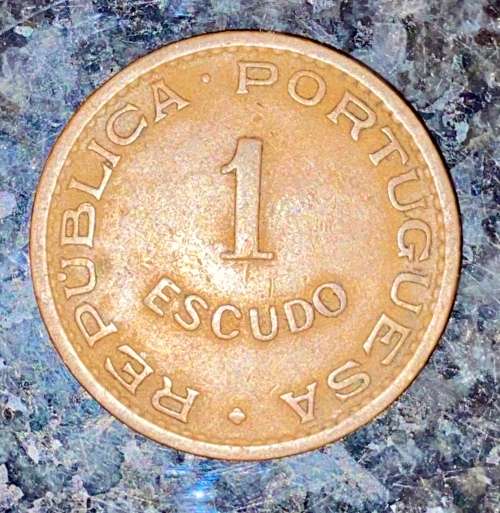 REPÚBLICA · PORTUGUESA
1
ESCUDO